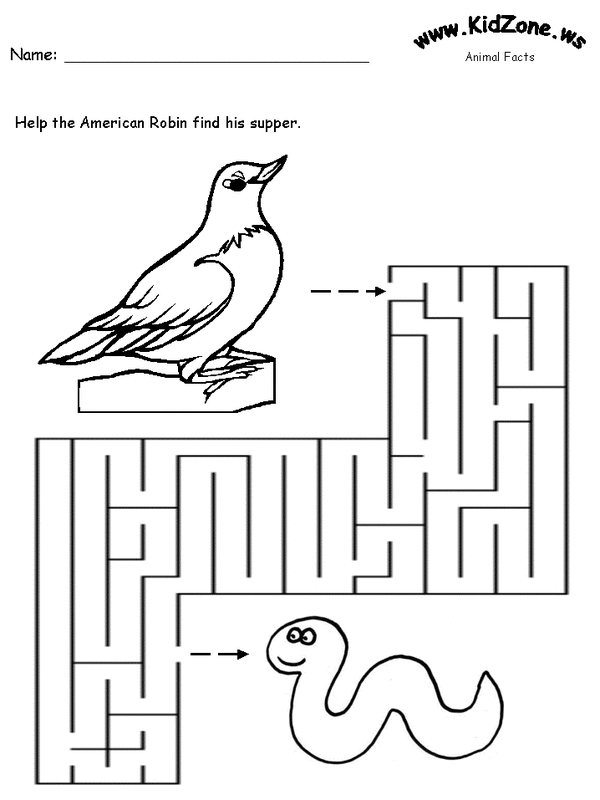 www.KidZone.ws
Name:
Animal Facts
Help the American Robin find his supper.